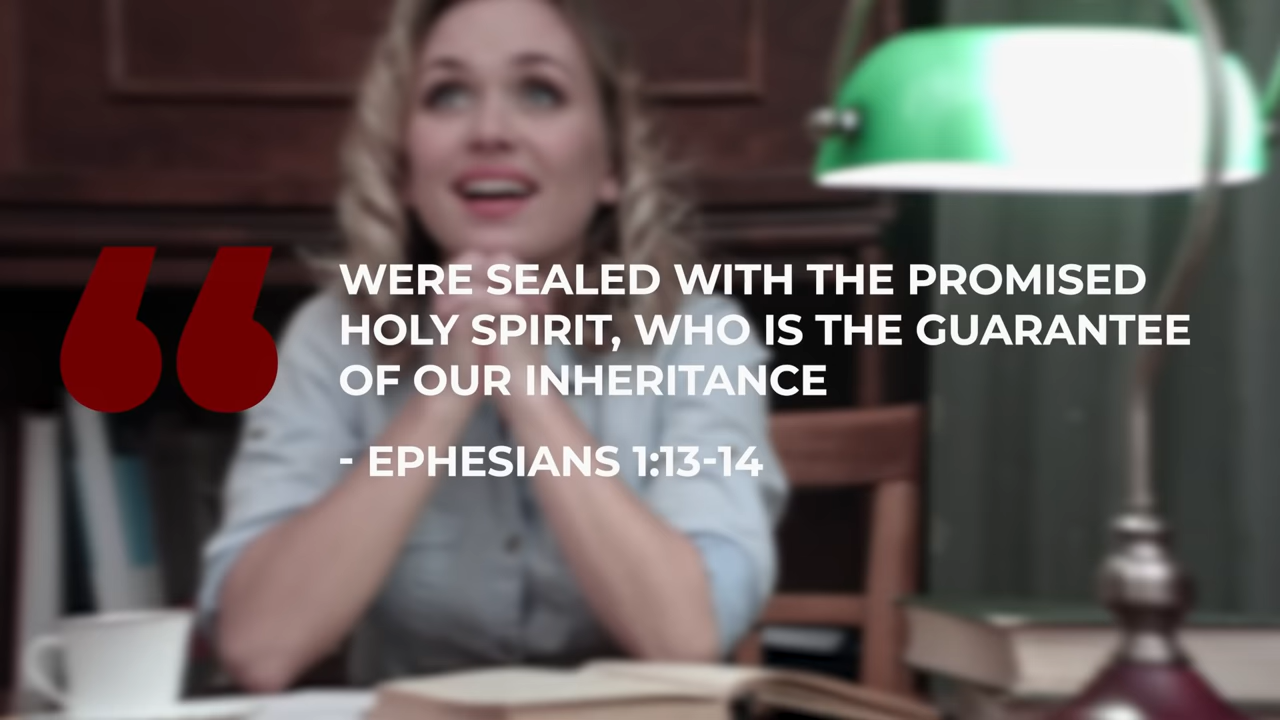 WERE SEALED WITH THE PROMISED
HOLY SPIRIT, WHO IS THE GUARANTEE
OF OUR INHERITANCE
- EPHESIANS 1:13-14